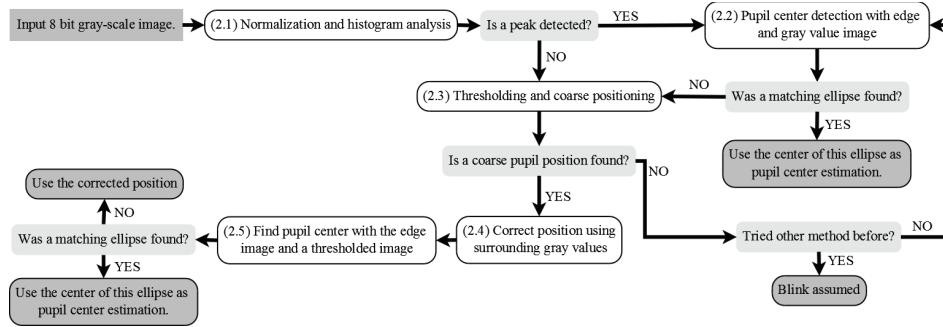 Input 8 bit gray-scale image.
(2.1) Normalization and histogram analysis
Is a peak detected?
YES
(2.2) Pupil center detection with edge
and gray value image
NO
(2.3) Thresholding and coarse positioning
NO
Was a matching ellipse found?
YES
Is a coarse pupil position found?
NO
Use the center of this ellipse as
pupil center estimation.
Use the corrected position
YES
NO
(2.5) Find pupil center with the edge
image and a thresholded image
(2.4) Correct position using
surrounding gray values
Was a matching ellipse found?
Tried other method before?
NO
YES
YES
Use the center of this ellipse as
pupil center estimation.
Blink assumed